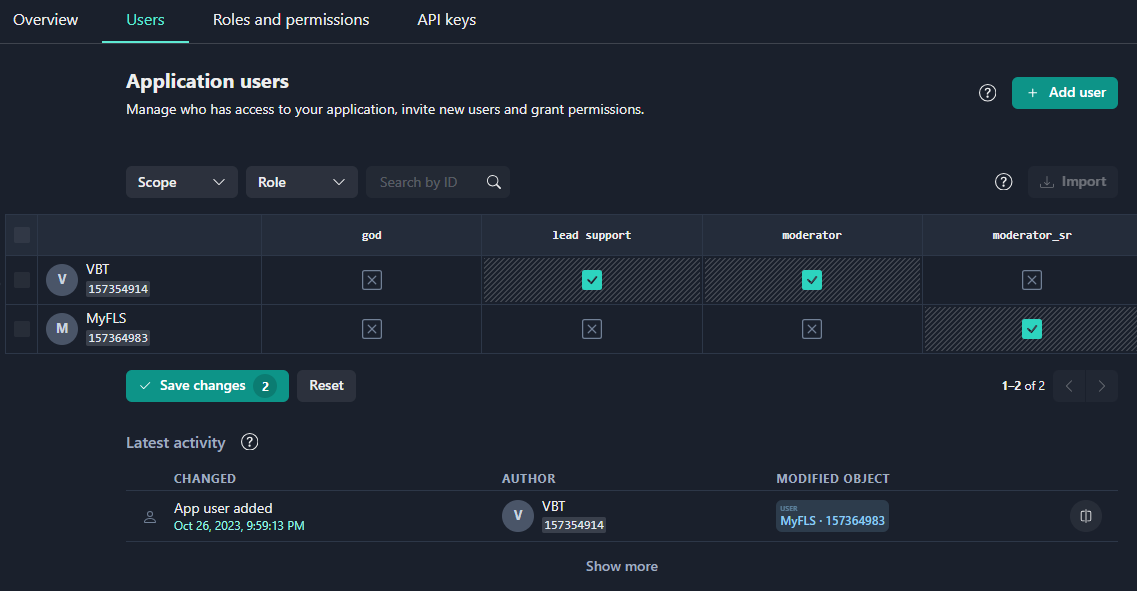 Overview Users Roles and permissions API keys
Application users
Manage who has access to your application, invite new users and grant permissions.
? + Add user
Scope Role Search by ID ? Import
god lead support moderator moderator_sr
V VBT
157354914
M MyFLS
157364983
Save changes 2 Reset 1–2 of 2
Latest activity ?
CHANGED AUTHOR MODIFIED OBJECT
App user added
Oct 26, 2023, 9:59:13 PM
V VBT
157354914
USER
MyFLS · 157364983
Show more